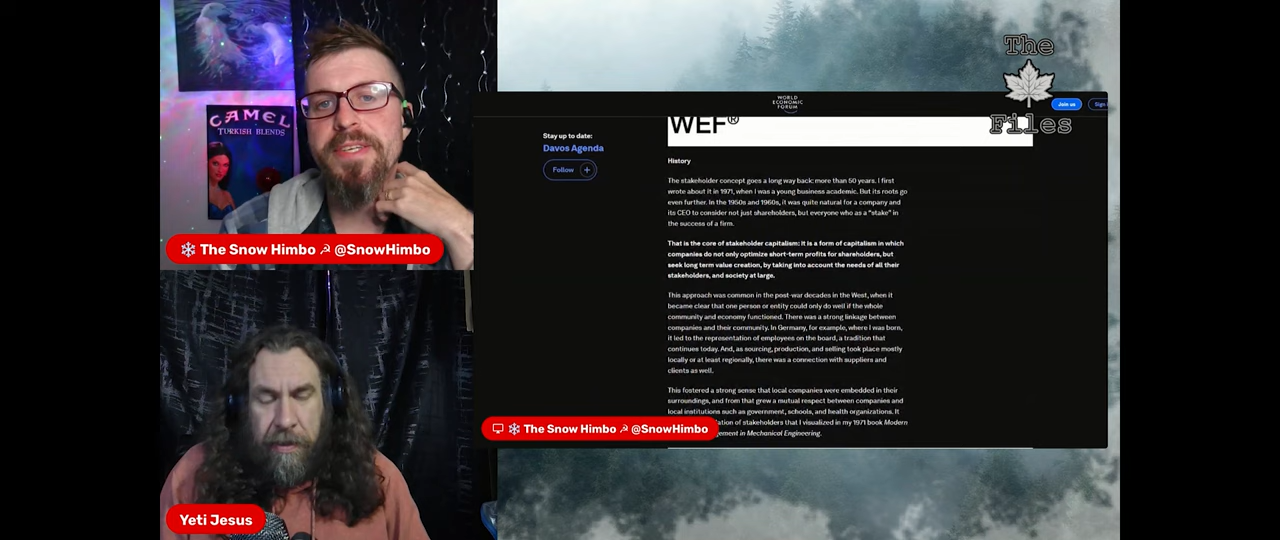 CAMEL
TURKISH BLENDS
The Snow Himbo ☭ @SnowHimbo
Yeti Jesus
The
Files
WORLD
ECONOMIC
FORUM
Join us
Sign
WEF®
Stay up to date:
Davos Agenda
Follow +
History
The stakeholder concept goes a long way back: more than 50 years. I first
wrote about it in 1971, when I was a young business academic. But its roots go
even further. In the 1950s and 1960s, it was quite natural for a company and
its CEO to consider not just shareholders, but everyone who as a "stake" in
the success of a firm.
That is the core of stakeholder capitalism: it is a form of capitalism in which
companies do not only optimize short-term profits for shareholders, but
seek long term value creation, by taking into account the needs of all their
stakeholders, and society at large.
This approach was common in the post-war decades in the West, when it
became clear that one person or entity could only do well if the whole
community and economy functioned. There was a strong linkage between
companies and their community. In Germany, for example, where I was born,
it led to the representation of employees on the board, a tradition that
continues today. And, as sourcing, production, and selling took place mostly
locally or at least regionally, there was a connection with suppliers and
clients as well.
This fostered a strong sense that local companies were embedded in their
surroundings, and from that grew a mutual respect between companies and
local institutions such as government, schools, and health organizations. It
of stakeholders that I visualized in my 1971 book Modern
in Mechanical Engineering.
The Snow Himbo ☭ @SnowHimbo